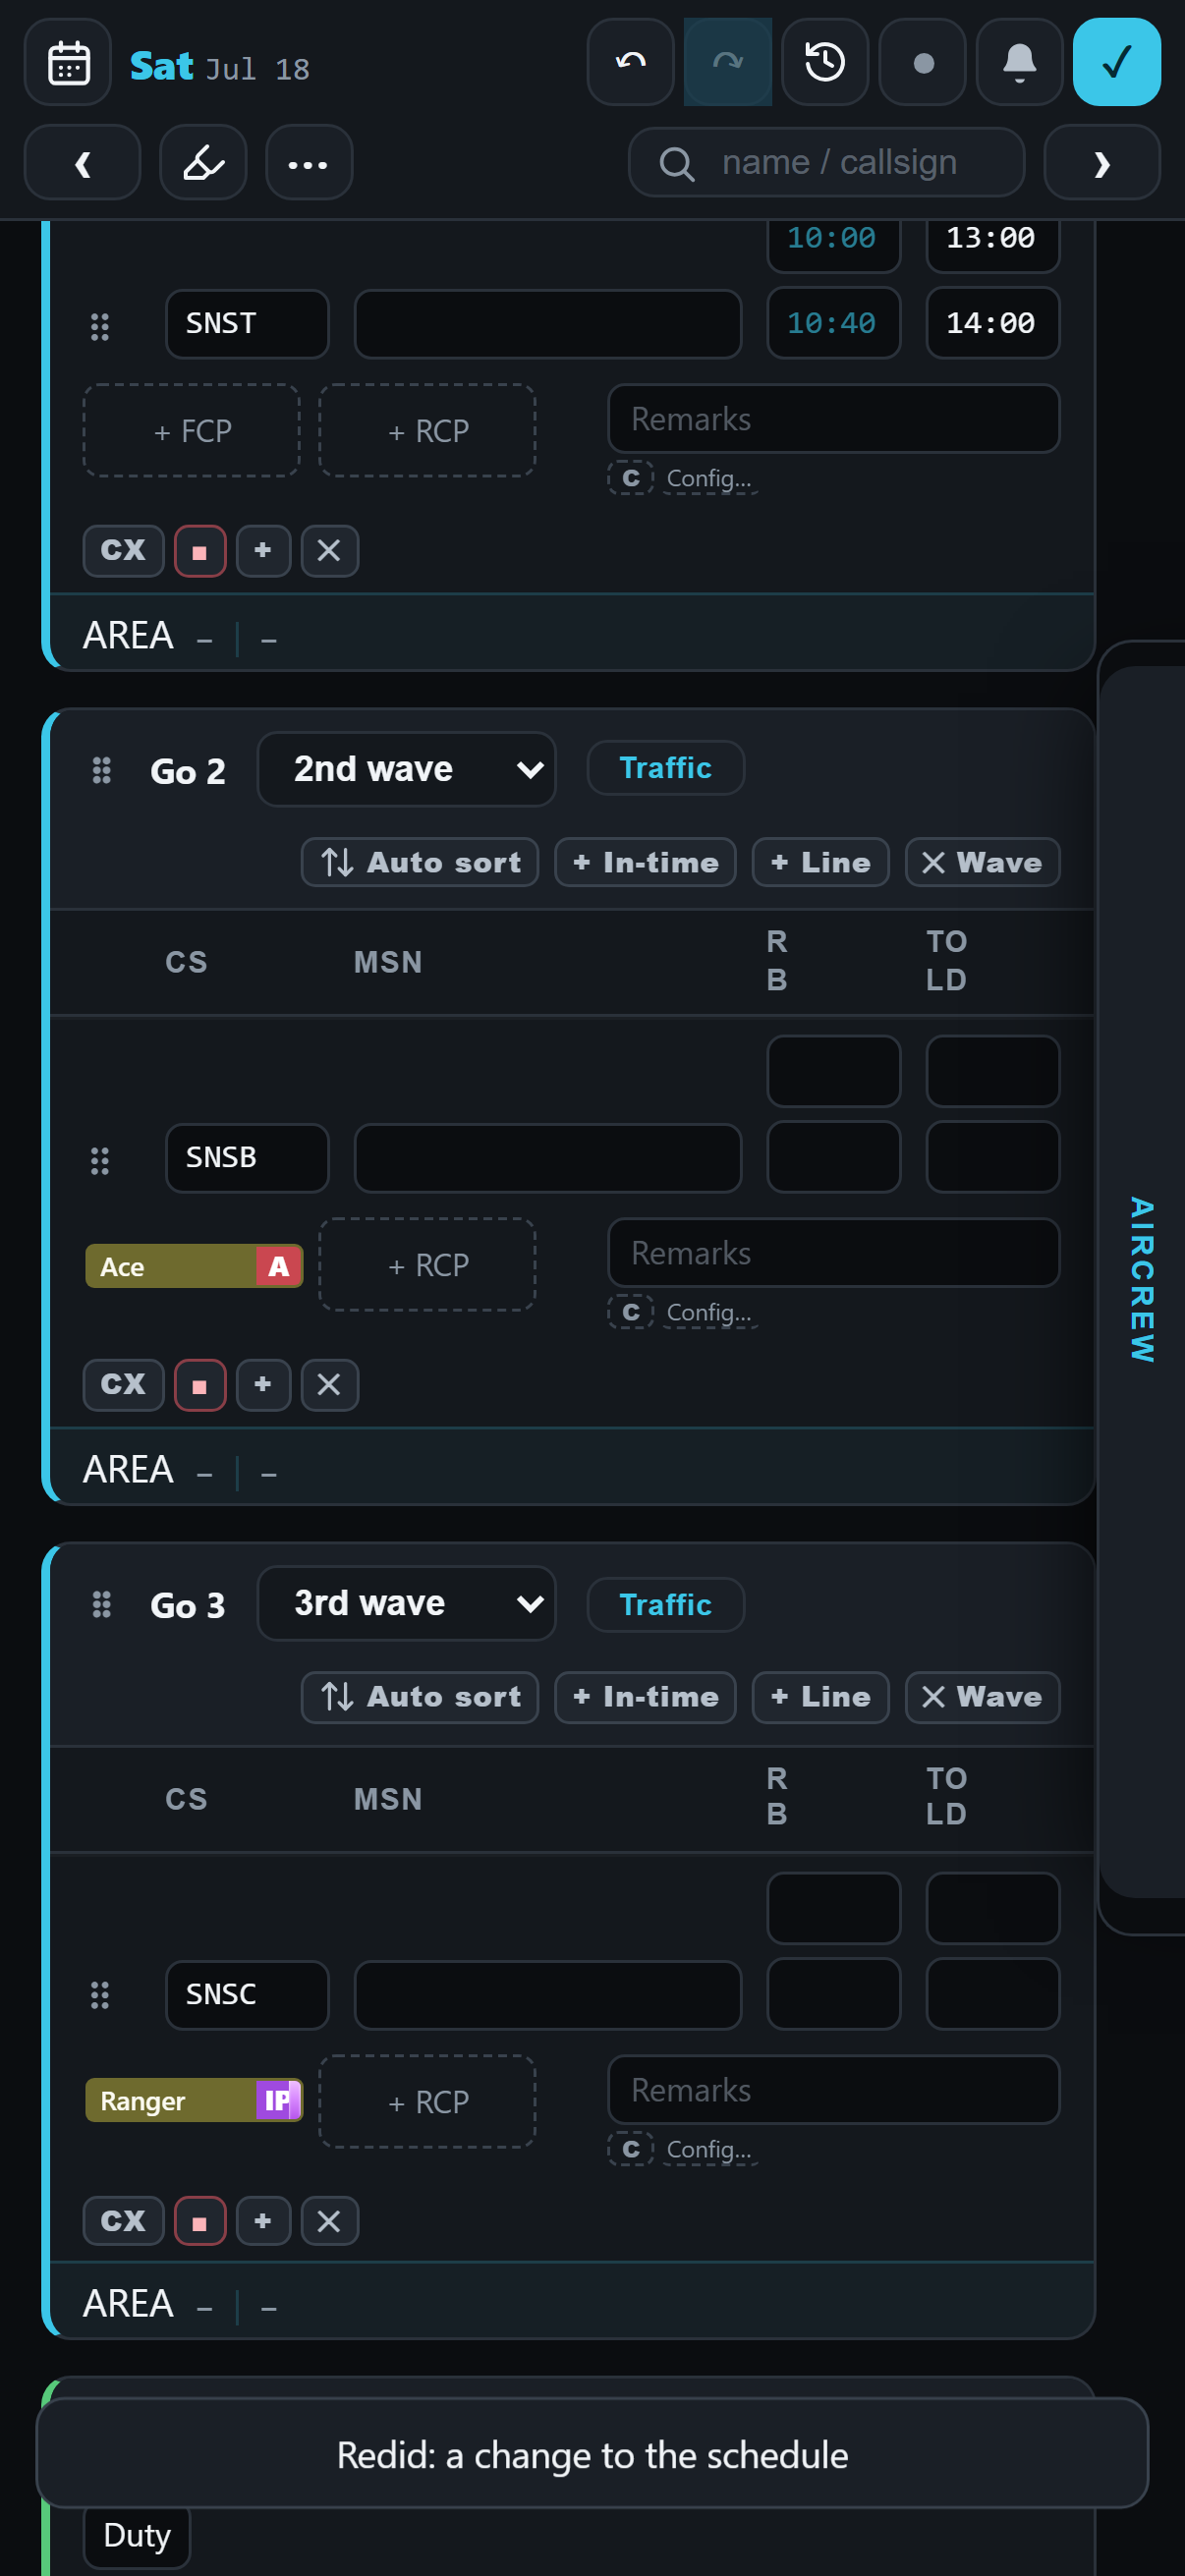 Sat Jul 18
name / callsign
10:00 13:00
SNST 10:40 14:00
+ FCP + RCP Remarks
C Config...
CX + ×
AREA – | –
Go 2 2nd wave Traffic
Auto sort + In-time + Line × Wave
CS MSN R TO
B LD
SNSB
Ace A + RCP Remarks
C Config...
CX + ×
AREA – | –
AIRCREW
Go 3 3rd wave Traffic
Auto sort + In-time + Line × Wave
CS MSN R TO
B LD
SNSC
Ranger IP + RCP Remarks
C Config...
CX + ×
AREA – | –
Redid: a change to the schedule
Duty